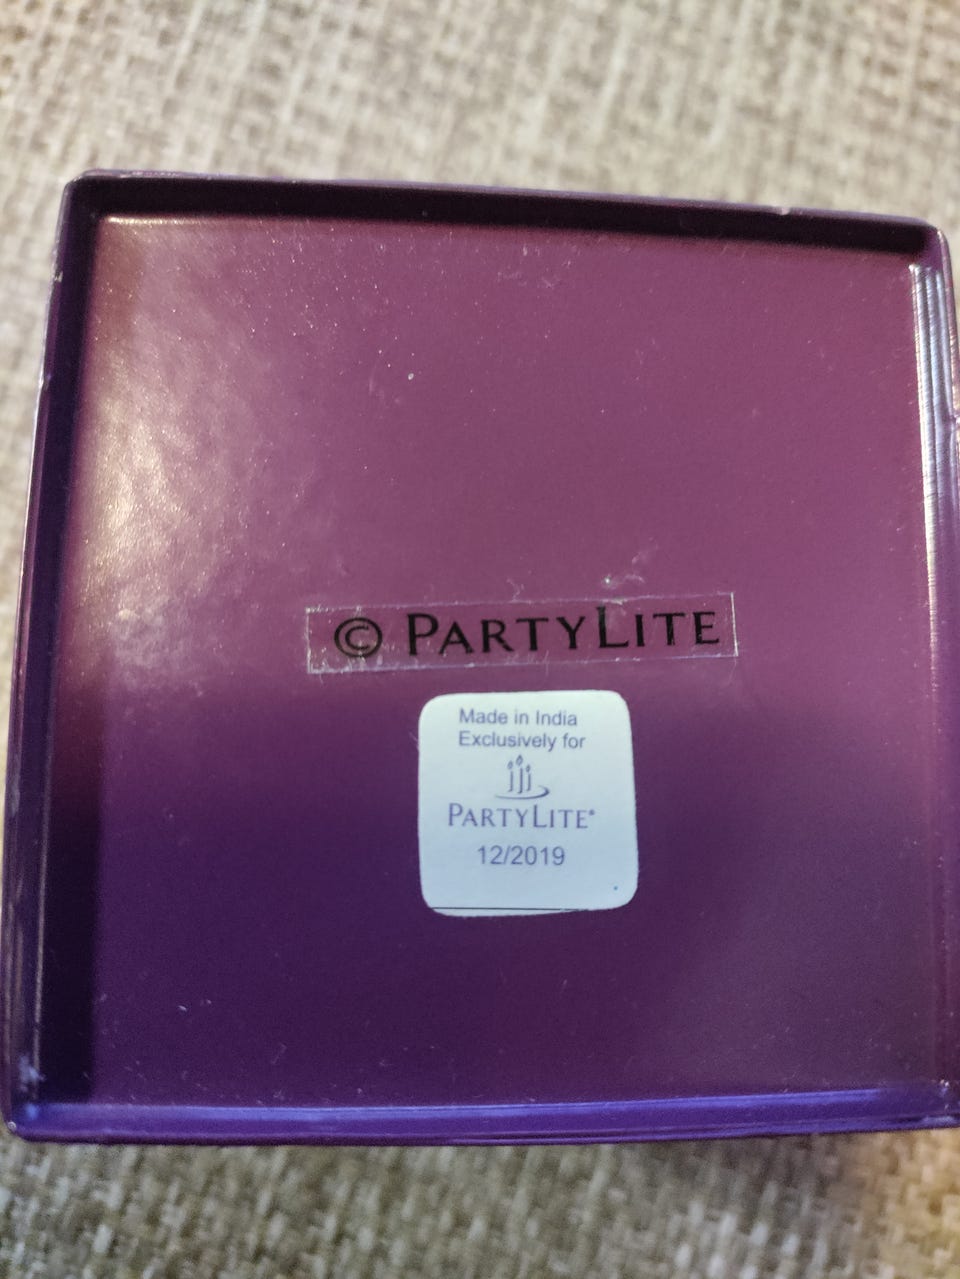 © PARTYLITE
Made in India
Exclusively for
PARTYLITE®
12/2019